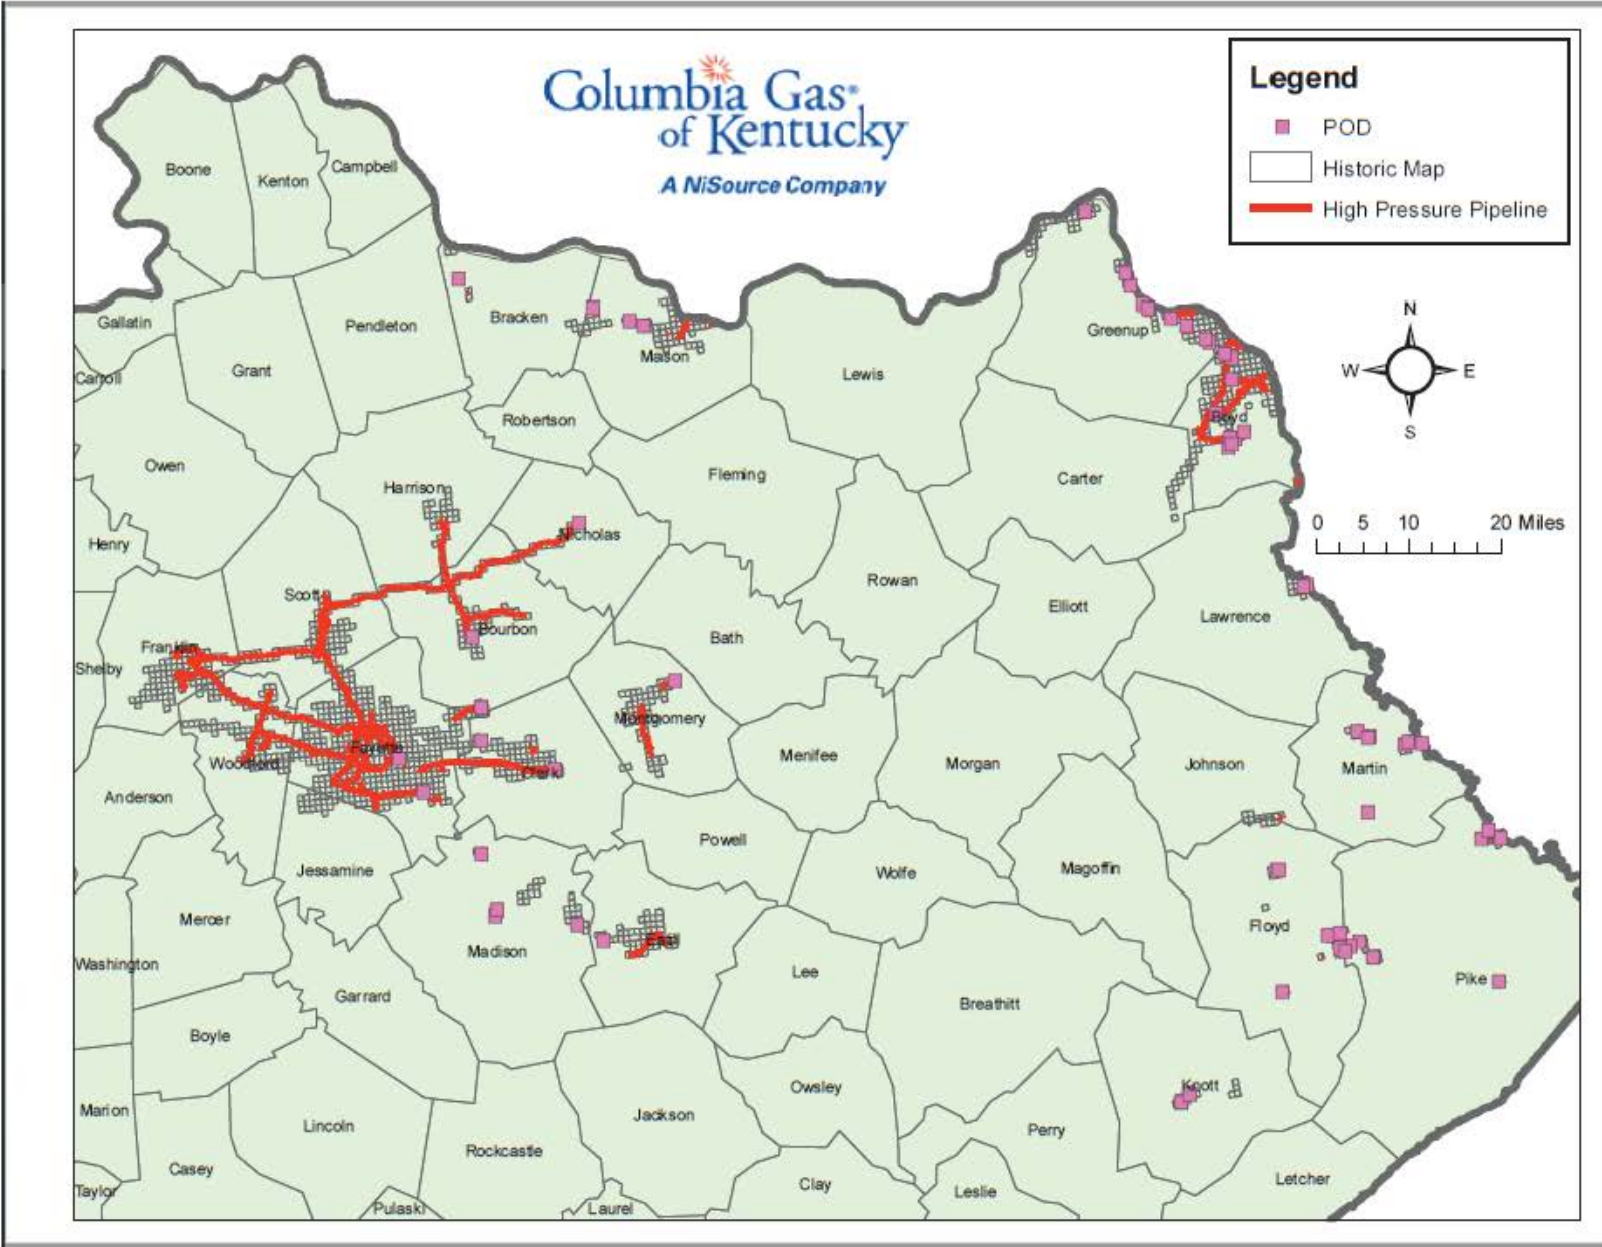 Columbia Gas®
of Kentucky
A NiSource Company
Legend
POD
Historic Map
High Pressure Pipeline
N
W E
S
0 5 10 20 Miles
Boone
Kenton
Campbell
Gallatin
Carroll
Grant
Pendleton
Bracken
Mason
Robertson
Lewis
Greenup
Boyd
Owen
Harrison
Fleming
Carter
Henry
Nicholas
Scott
Rowan
Elliott
Lawrence
Shelby
Franklin
Bourbon
Bath
Woodford
Fayette
Clark
Montgomery
Menifee
Morgan
Johnson
Martin
Anderson
Jessamine
Powell
Wolfe
Magoffin
Mercer
Madison
Estill
Floyd
Washington
Garrard
Lee
Breathitt
Pike
Boyle
Owsley
Knott
Marion
Lincoln
Jackson
Perry
Rockcastle
Casey
Taylor
Pulaski
Laurel
Clay
Leslie
Letcher